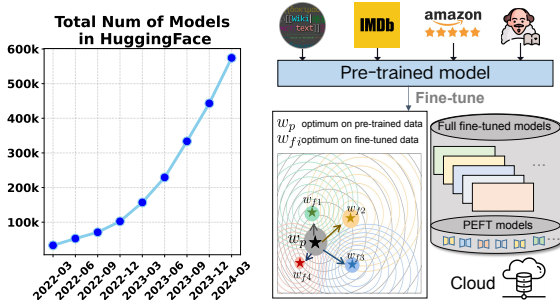 Total Num of Models
in HuggingFace
600k
500k
400k
300k
200k
100k
2022-03
2022-06
2022-09
2022-12
2023-03
2023-06
2023-09
2023-12
2024-03
[[Wiki
text]]
IMDb
amazon
Pre-trained model
Fine-tune
w_p optimum on pre-trained data
w_fi optimum on fine-tuned data
w_f1
w_f2
w_p
w_f3
w_f4
Full fine-tuned models
...
PEFT models
...
Cloud